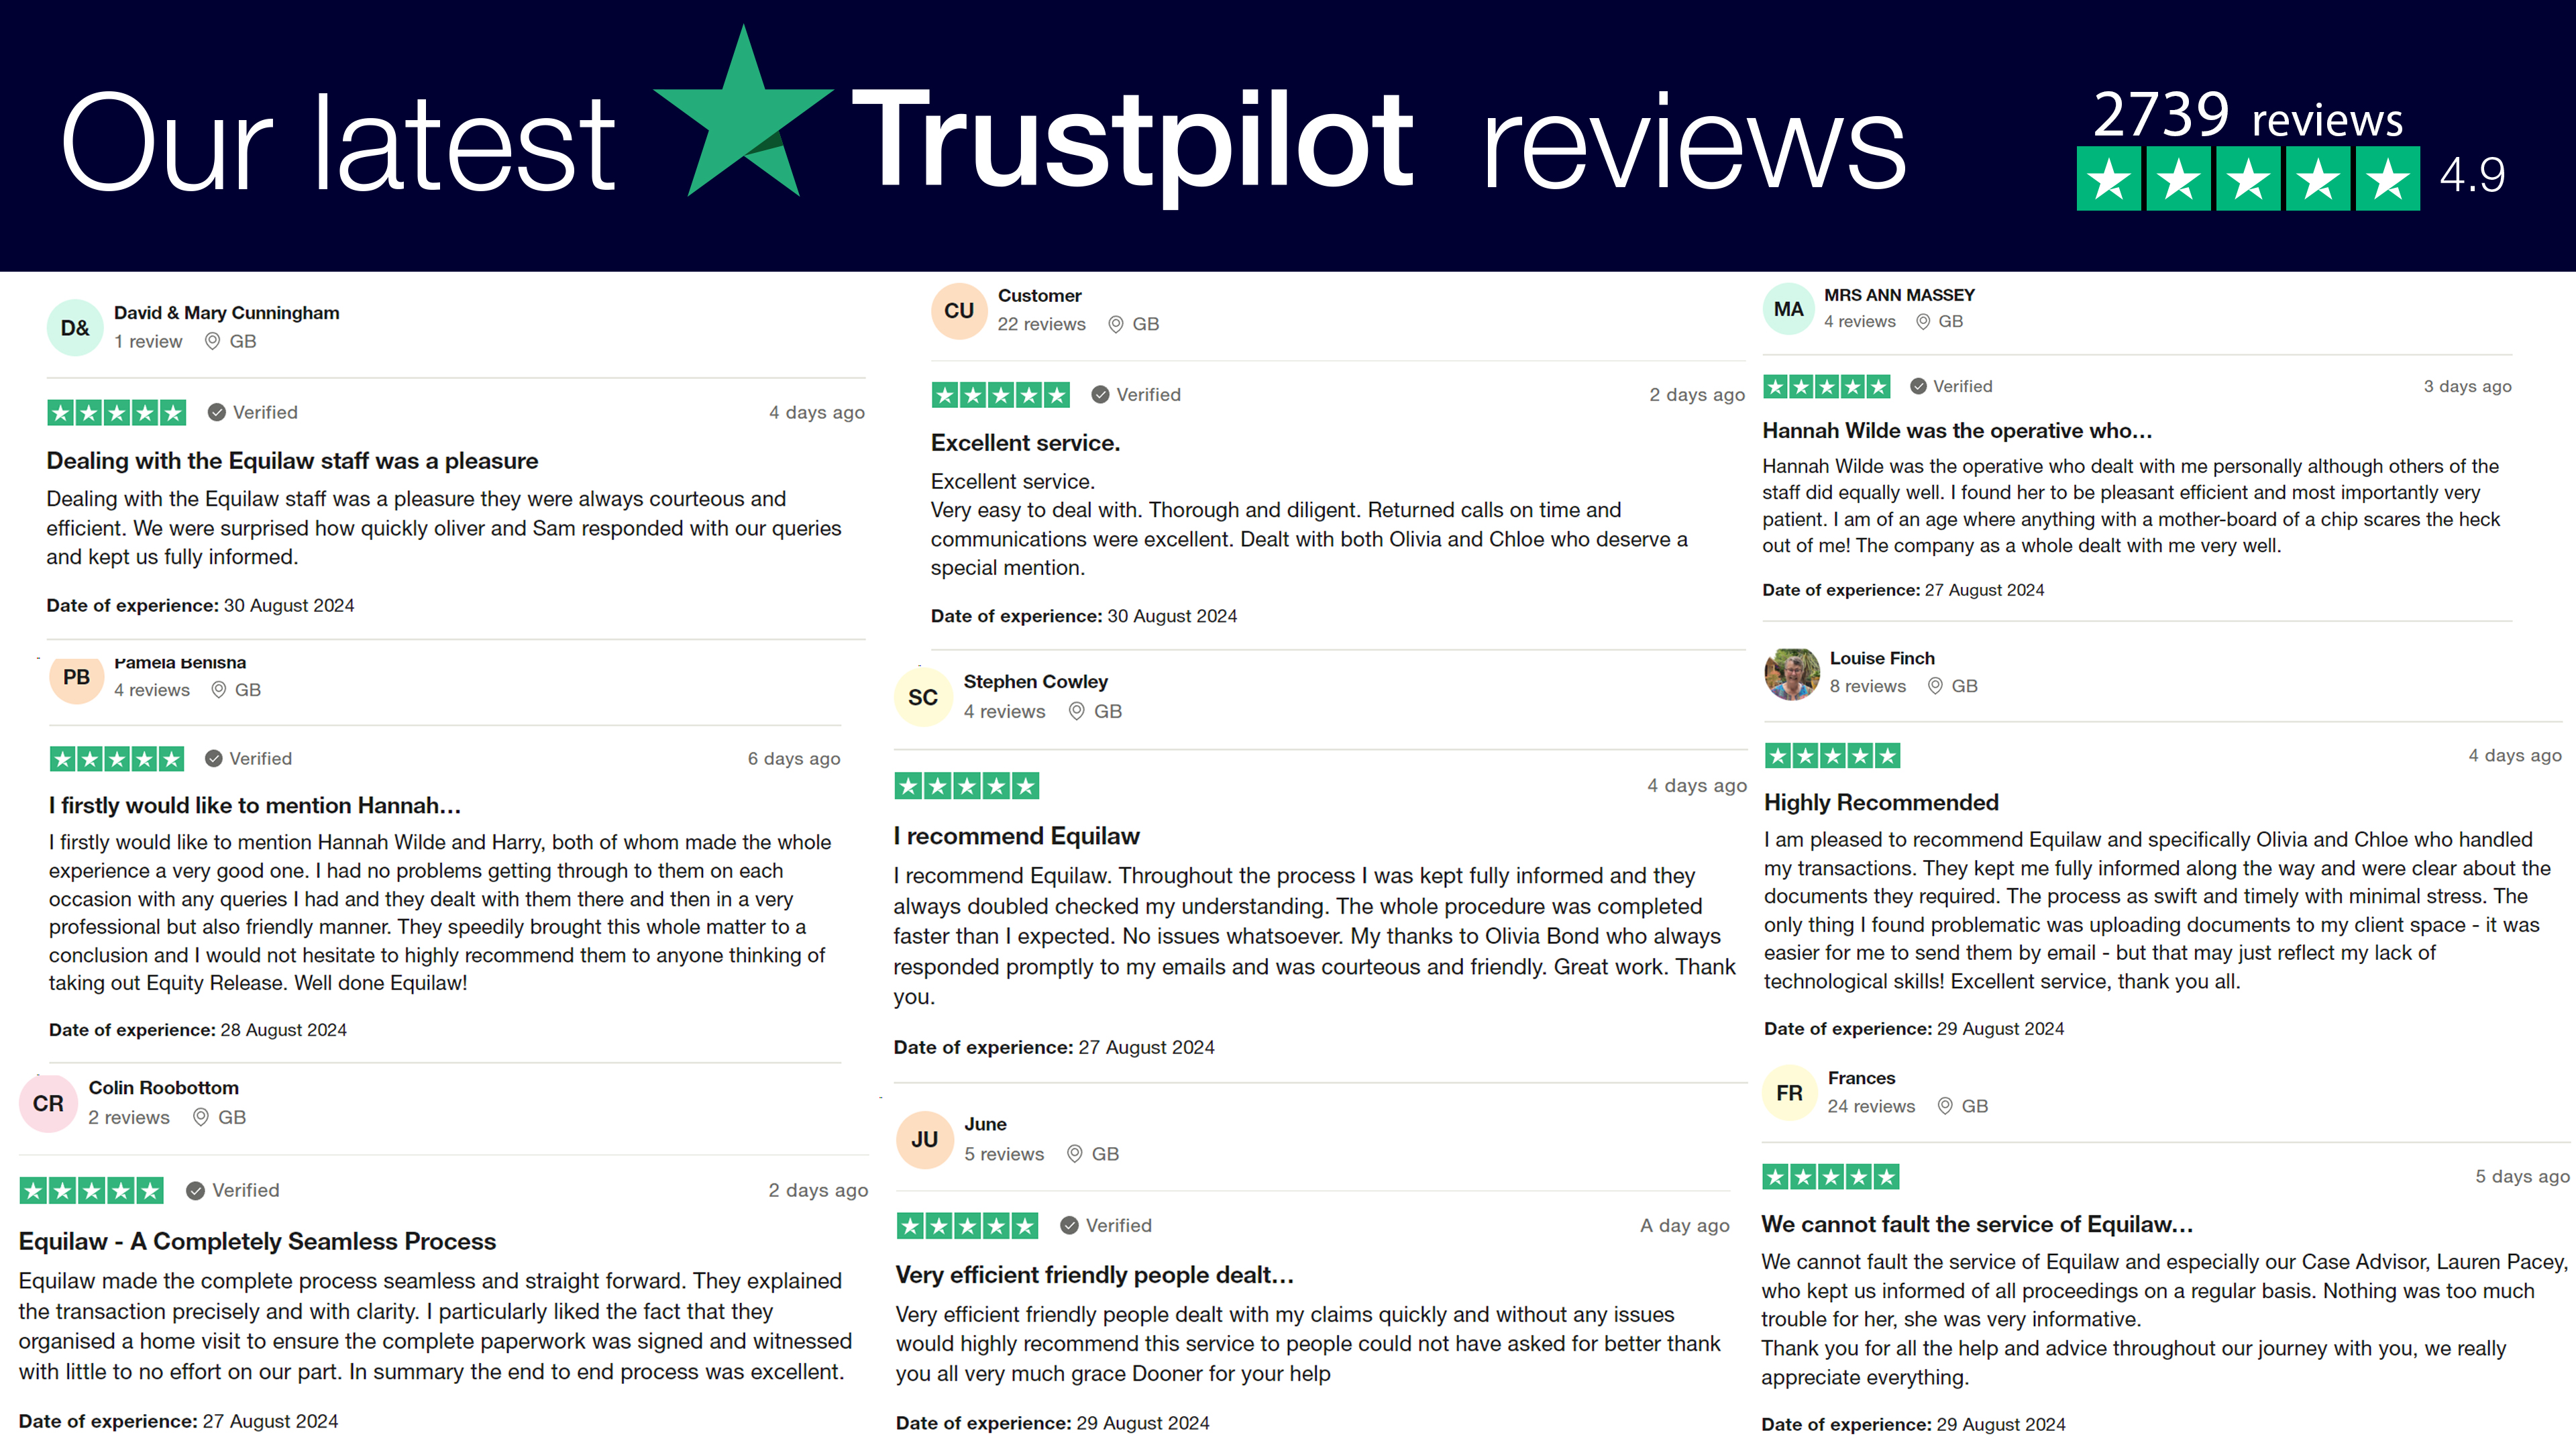 Our latest Trustpilot reviews
2739 reviews
4.9
D&
David & Mary Cunningham
1 review GB
Verified 4 days ago
Dealing with the Equilaw staff was a pleasure
Dealing with the Equilaw staff was a pleasure they were always courteous and
efficient. We were surprised how quickly oliver and Sam responded with our queries
and kept us fully informed.
Date of experience: 30 August 2024
PB
Pamela Benisha
4 reviews GB
Verified 6 days ago
I firstly would like to mention Hannah…
I firstly would like to mention Hannah Wilde and Harry, both of whom made the whole
experience a very good one. I had no problems getting through to them on each
occasion with any queries I had and they dealt with them there and then in a very
professional but also friendly manner. They speedily brought this whole matter to a
conclusion and I would not hesitate to highly recommend them to anyone thinking of
taking out Equity Release. Well done Equilaw!
Date of experience: 28 August 2024
CR
Colin Roobottom
2 reviews GB
Verified 2 days ago
Equilaw - A Completely Seamless Process
Equilaw made the complete process seamless and straight forward. They explained
the transaction precisely and with clarity. I particularly liked the fact that they
organised a home visit to ensure the complete paperwork was signed and witnessed
with little to no effort on our part. In summary the end to end process was excellent.
Date of experience: 27 August 2024
CU
Customer
22 reviews GB
Verified 2 days ago
Excellent service.
Excellent service.
Very easy to deal with. Thorough and diligent. Returned calls on time and
communications were excellent. Dealt with both Olivia and Chloe who deserve a
special mention.
Date of experience: 30 August 2024
SC
Stephen Cowley
4 reviews GB
4 days ago
I recommend Equilaw
I recommend Equilaw. Throughout the process I was kept fully informed and they
always doubled checked my understanding. The whole procedure was completed
faster than I expected. No issues whatsoever. My thanks to Olivia Bond who always
responded promptly to my emails and was courteous and friendly. Great work. Thank
you.
Date of experience: 27 August 2024
JU
June
5 reviews GB
Verified A day ago
Very efficient friendly people dealt…
Very efficient friendly people dealt with my claims quickly and without any issues
would highly recommend this service to people could not have asked for better thank
you all very much grace Dooner for your help
Date of experience: 29 August 2024
MA
MRS ANN MASSEY
4 reviews GB
Verified 3 days ago
Hannah Wilde was the operative who…
Hannah Wilde was the operative who dealt with me personally although others of the
staff did equally well. I found her to be pleasant efficient and most importantly very
patient. I am of an age where anything with a mother-board of a chip scares the heck
out of me! The company as a whole dealt with me very well.
Date of experience: 27 August 2024
Louise Finch
8 reviews GB
4 days ago
Highly Recommended
I am pleased to recommend Equilaw and specifically Olivia and Chloe who handled
my transactions. They kept me fully informed along the way and were clear about the
documents they required. The process as swift and timely with minimal stress. The
only thing I found problematic was uploading documents to my client space - it was
easier for me to send them by email - but that may just reflect my lack of
technological skills! Excellent service, thank you all.
Date of experience: 29 August 2024
FR
Frances
24 reviews GB
5 days ago
We cannot fault the service of Equilaw…
We cannot fault the service of Equilaw and especially our Case Advisor, Lauren Pacey,
who kept us informed of all proceedings on a regular basis. Nothing was too much
trouble for her, she was very informative.
Thank you for all the help and advice throughout our journey with you, we really
appreciate everything.
Date of experience: 29 August 2024